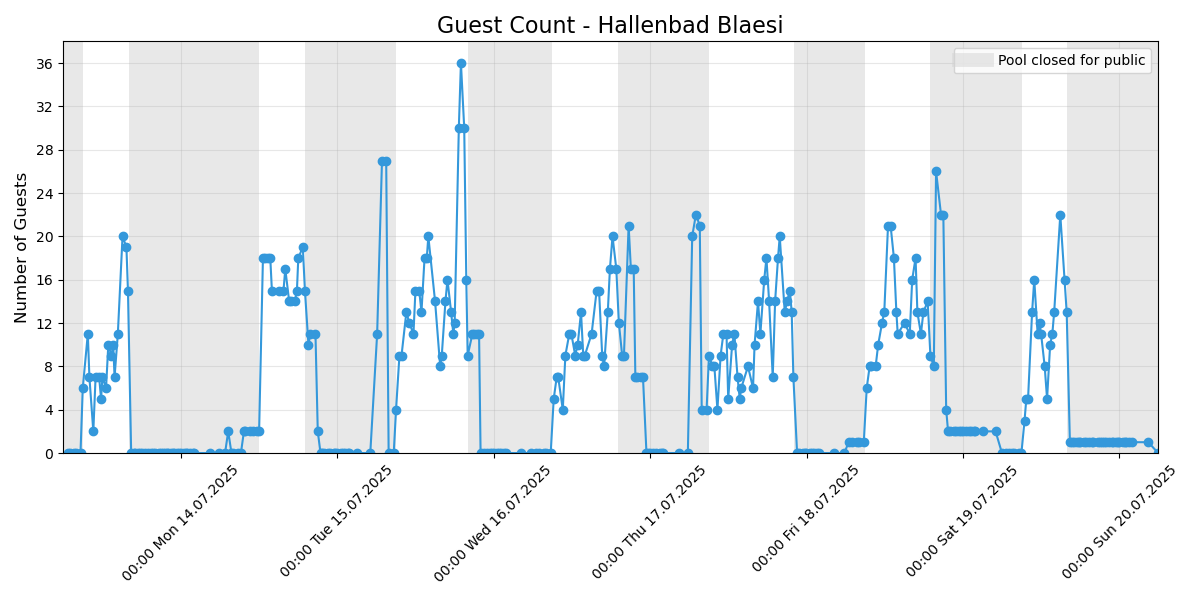 Guest Count - Hallenbad Blaesi
Pool closed for public
Number of Guests
36
32
28
24
20
16
12
8
4
0
00:00 Mon 14.07.2025
00:00 Tue 15.07.2025
00:00 Wed 16.07.2025
00:00 Thu 17.07.2025
00:00 Fri 18.07.2025
00:00 Sat 19.07.2025
00:00 Sun 20.07.2025